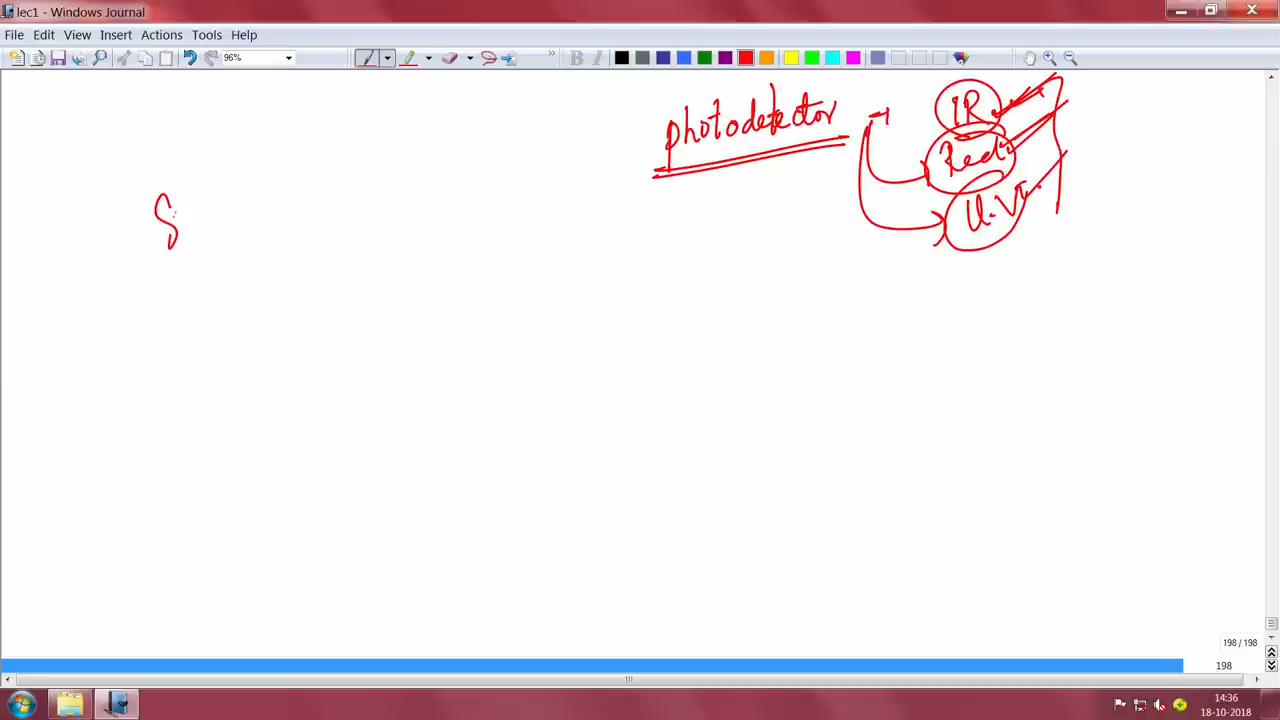 lec1 - Windows Journal
File Edit View Insert Actions Tools Help
96%
photodetector
IR
Red
U.V.
S
198 / 198
198
14:36
18-10-2018